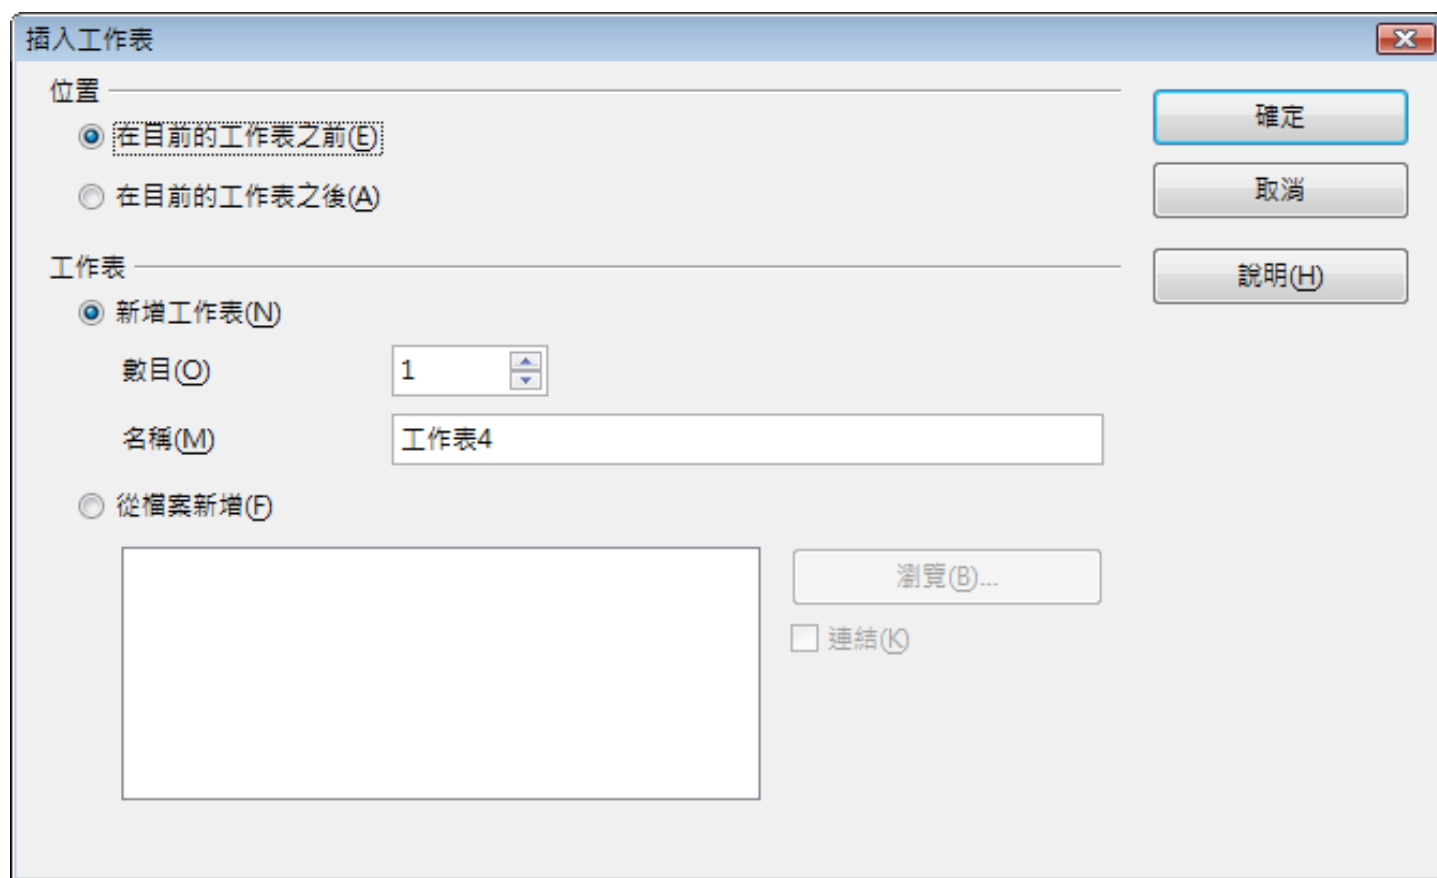 插入工作表
位置
在目前的工作表之前(E)
在目前的工作表之後(A)
確定
取消
說明(H)
工作表
新增工作表(N)
數目(O) 1
名稱(M) 工作表4
從檔案新增(F)
瀏覽(B)...
連結(K)